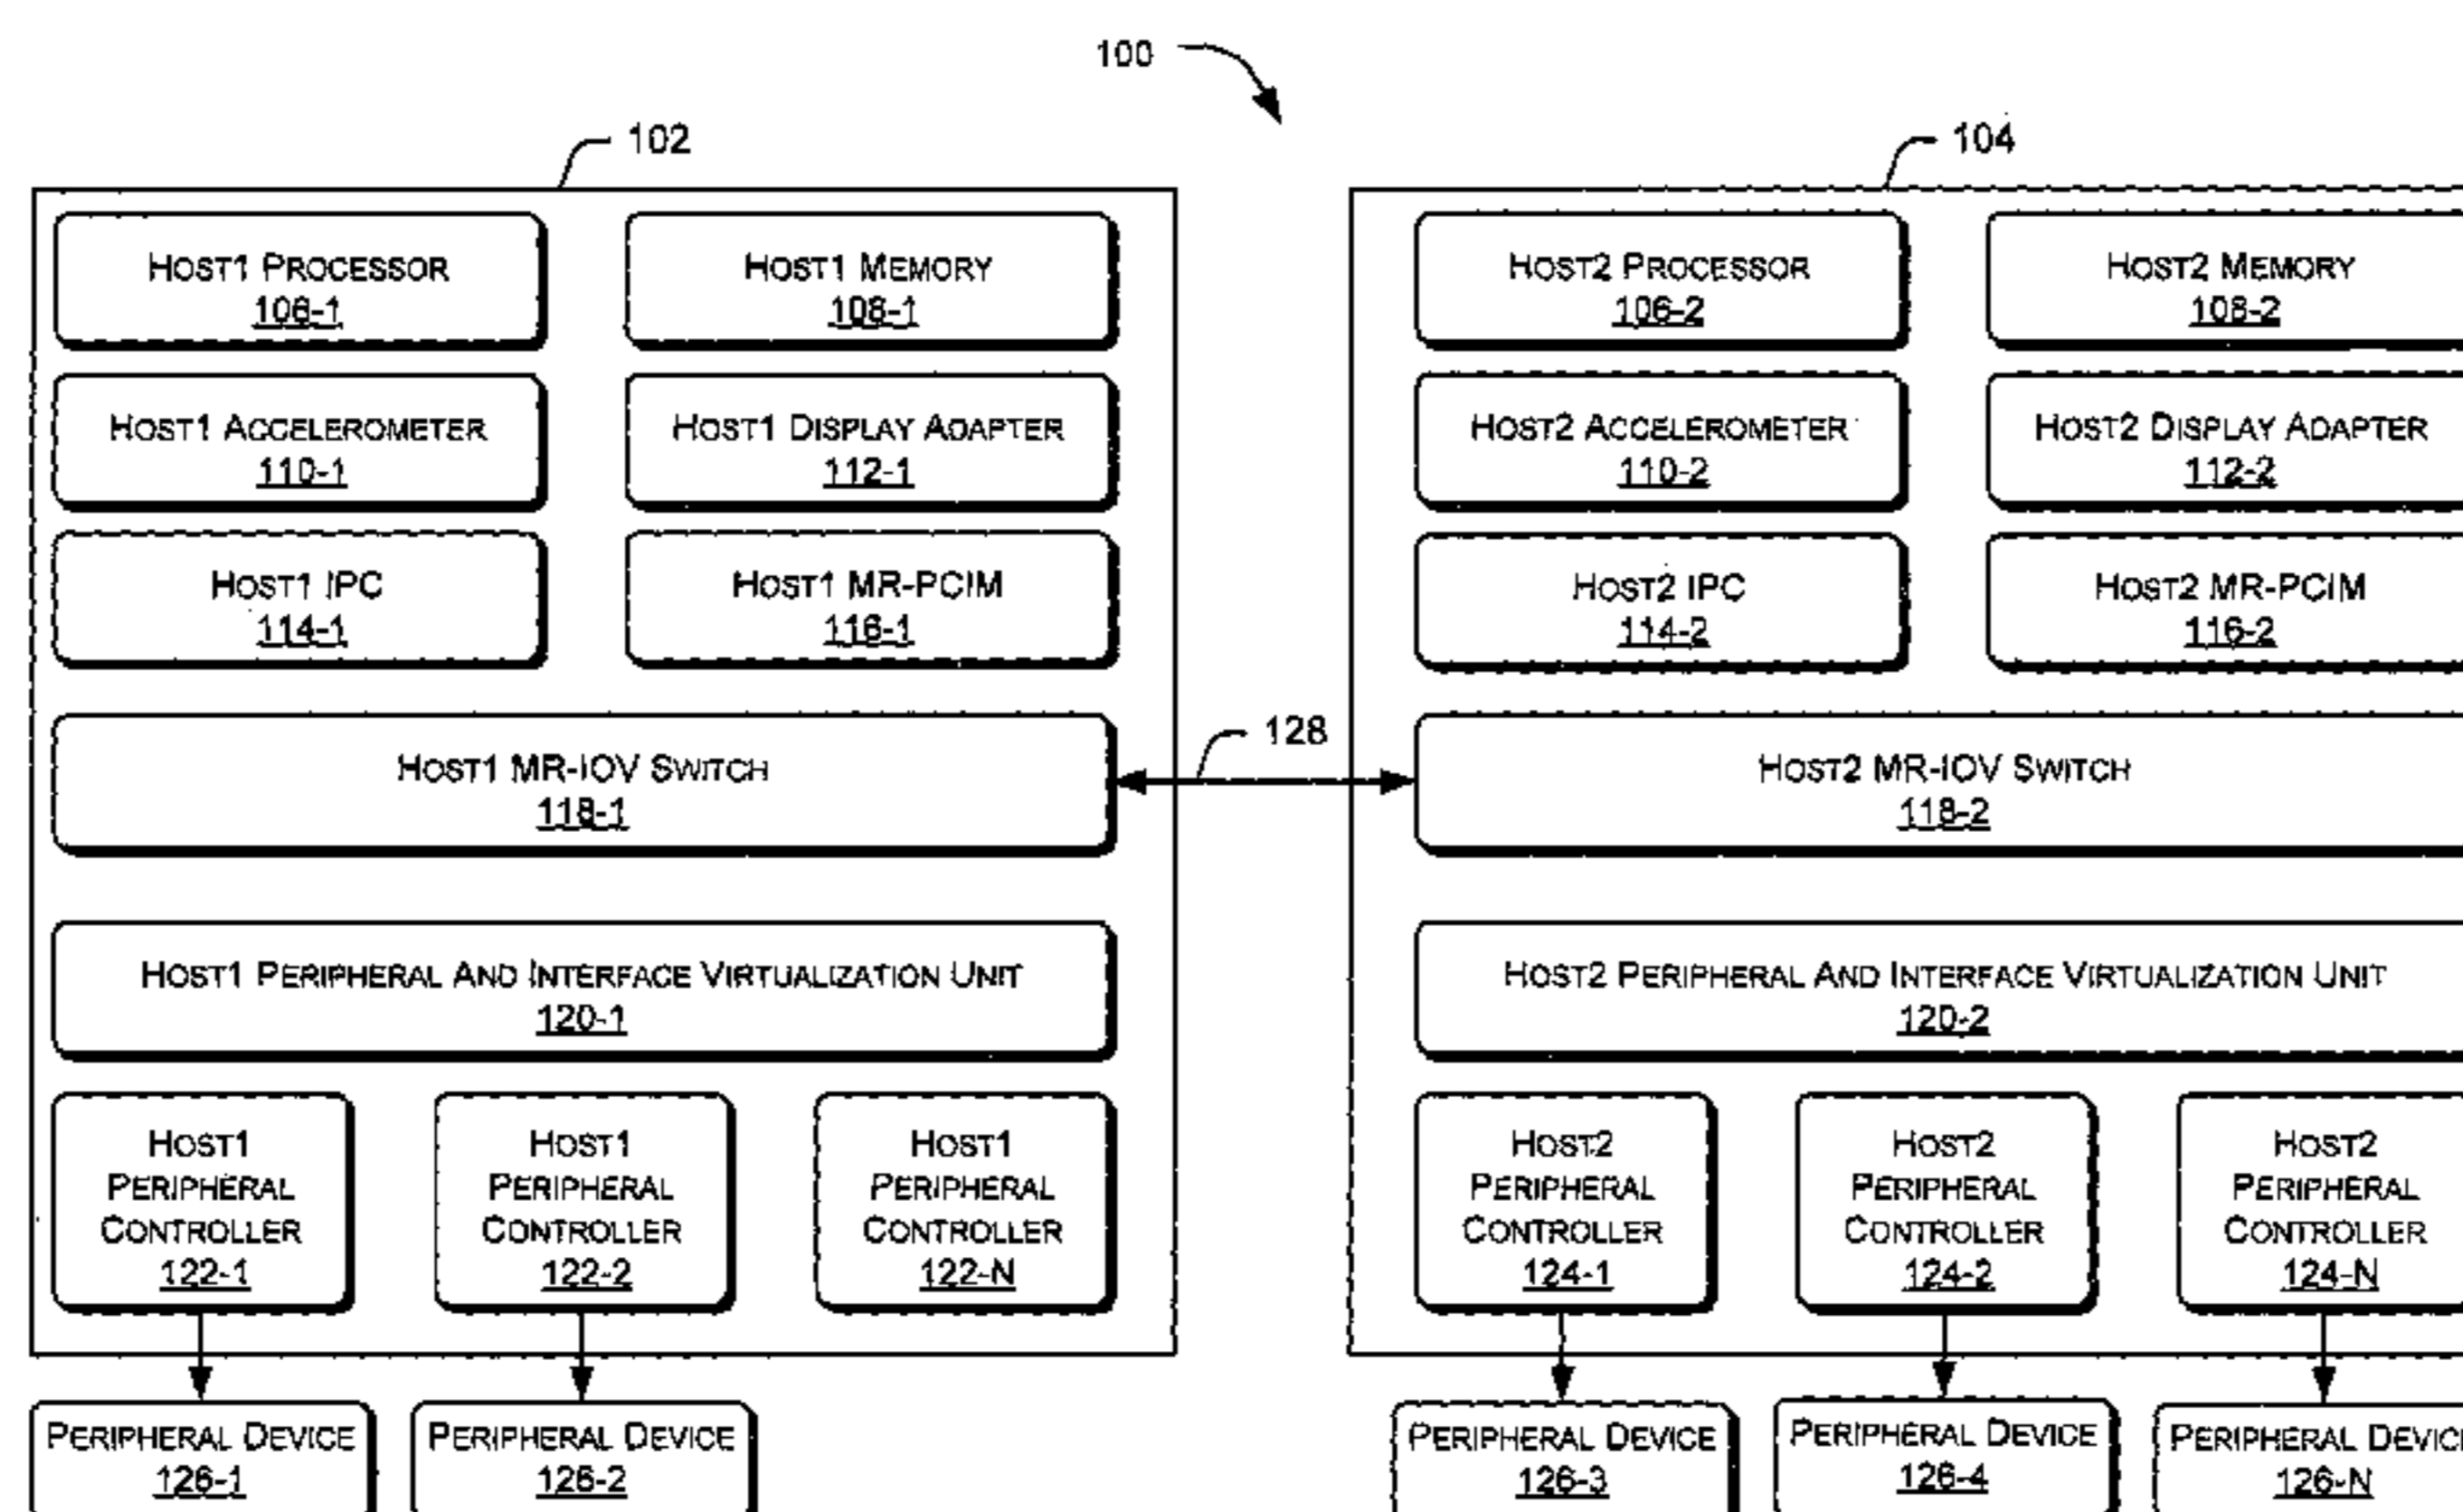 100
102
104
HOST1 PROCESSOR
106-1
HOST1 MEMORY
108-1
HOST2 PROCESSOR
106-2
HOST2 MEMORY
108-2
HOST1 ACCELEROMETER
110-1
HOST1 DISPLAY ADAPTER
112-1
HOST2 ACCELEROMETER
110-2
HOST2 DISPLAY ADAPTER
112-2
HOST1 IPC
114-1
HOST1 MR-PCIM
116-1
HOST2 IPC
114-2
HOST2 MR-PCIM
116-2
HOST1 MR-IOV SWITCH
118-1
128
HOST2 MR-IOV SWITCH
118-2
HOST1 PERIPHERAL AND INTERFACE VIRTUALIZATION UNIT
120-1
HOST2 PERIPHERAL AND INTERFACE VIRTUALIZATION UNIT
120-2
HOST1
PERIPHERAL
CONTROLLER
122-1
HOST1
PERIPHERAL
CONTROLLER
122-2
HOST1
PERIPHERAL
CONTROLLER
122-N
HOST2
PERIPHERAL
CONTROLLER
124-1
HOST2
PERIPHERAL
CONTROLLER
124-2
HOST2
PERIPHERAL
CONTROLLER
124-N
PERIPHERAL DEVICE
126-1
PERIPHERAL DEVICE
126-2
PERIPHERAL DEVICE
126-3
PERIPHERAL DEVICE
126-4
PERIPHERAL DEVICE
126-N